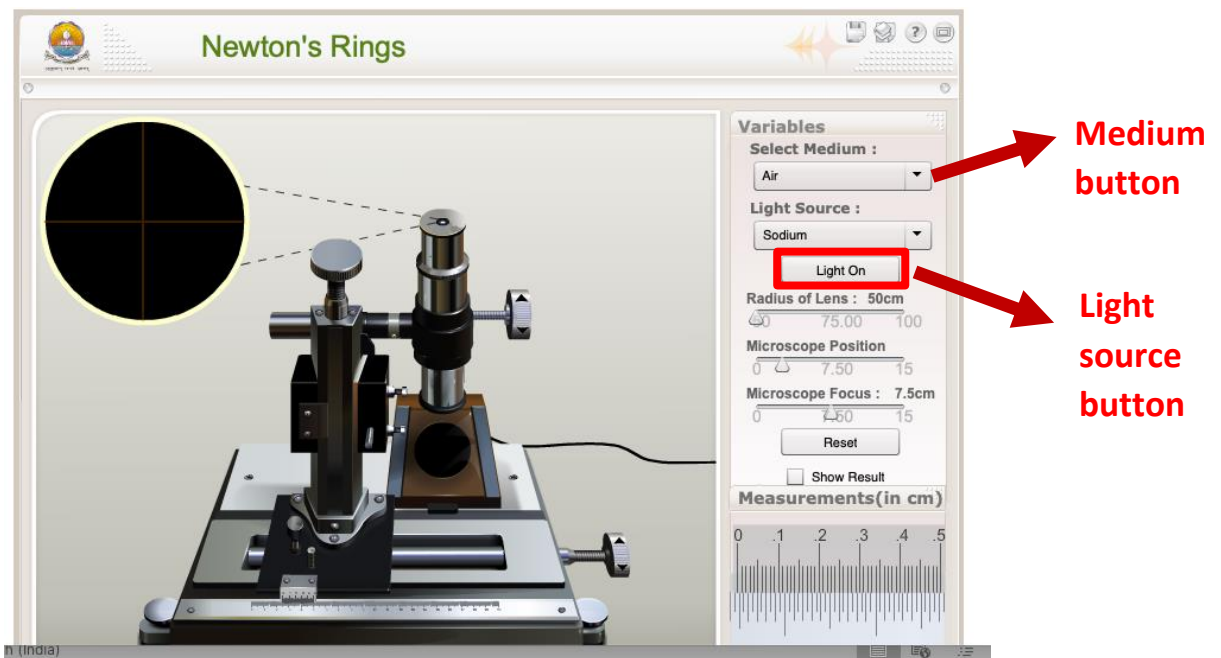 Newton's Rings
?
Variables
Select Medium :
Air
Light Source :
Sodium
Light On
Radius of Lens : 50cm
75.00 100
Microscope Position
0 7.50 15
Microscope Focus : 7.5cm
0 7.50 15
Reset
Show Result
Measurements(in cm)
0 .1 .2 .3 .4 .5
Medium
button
Light
source
button
n (India)